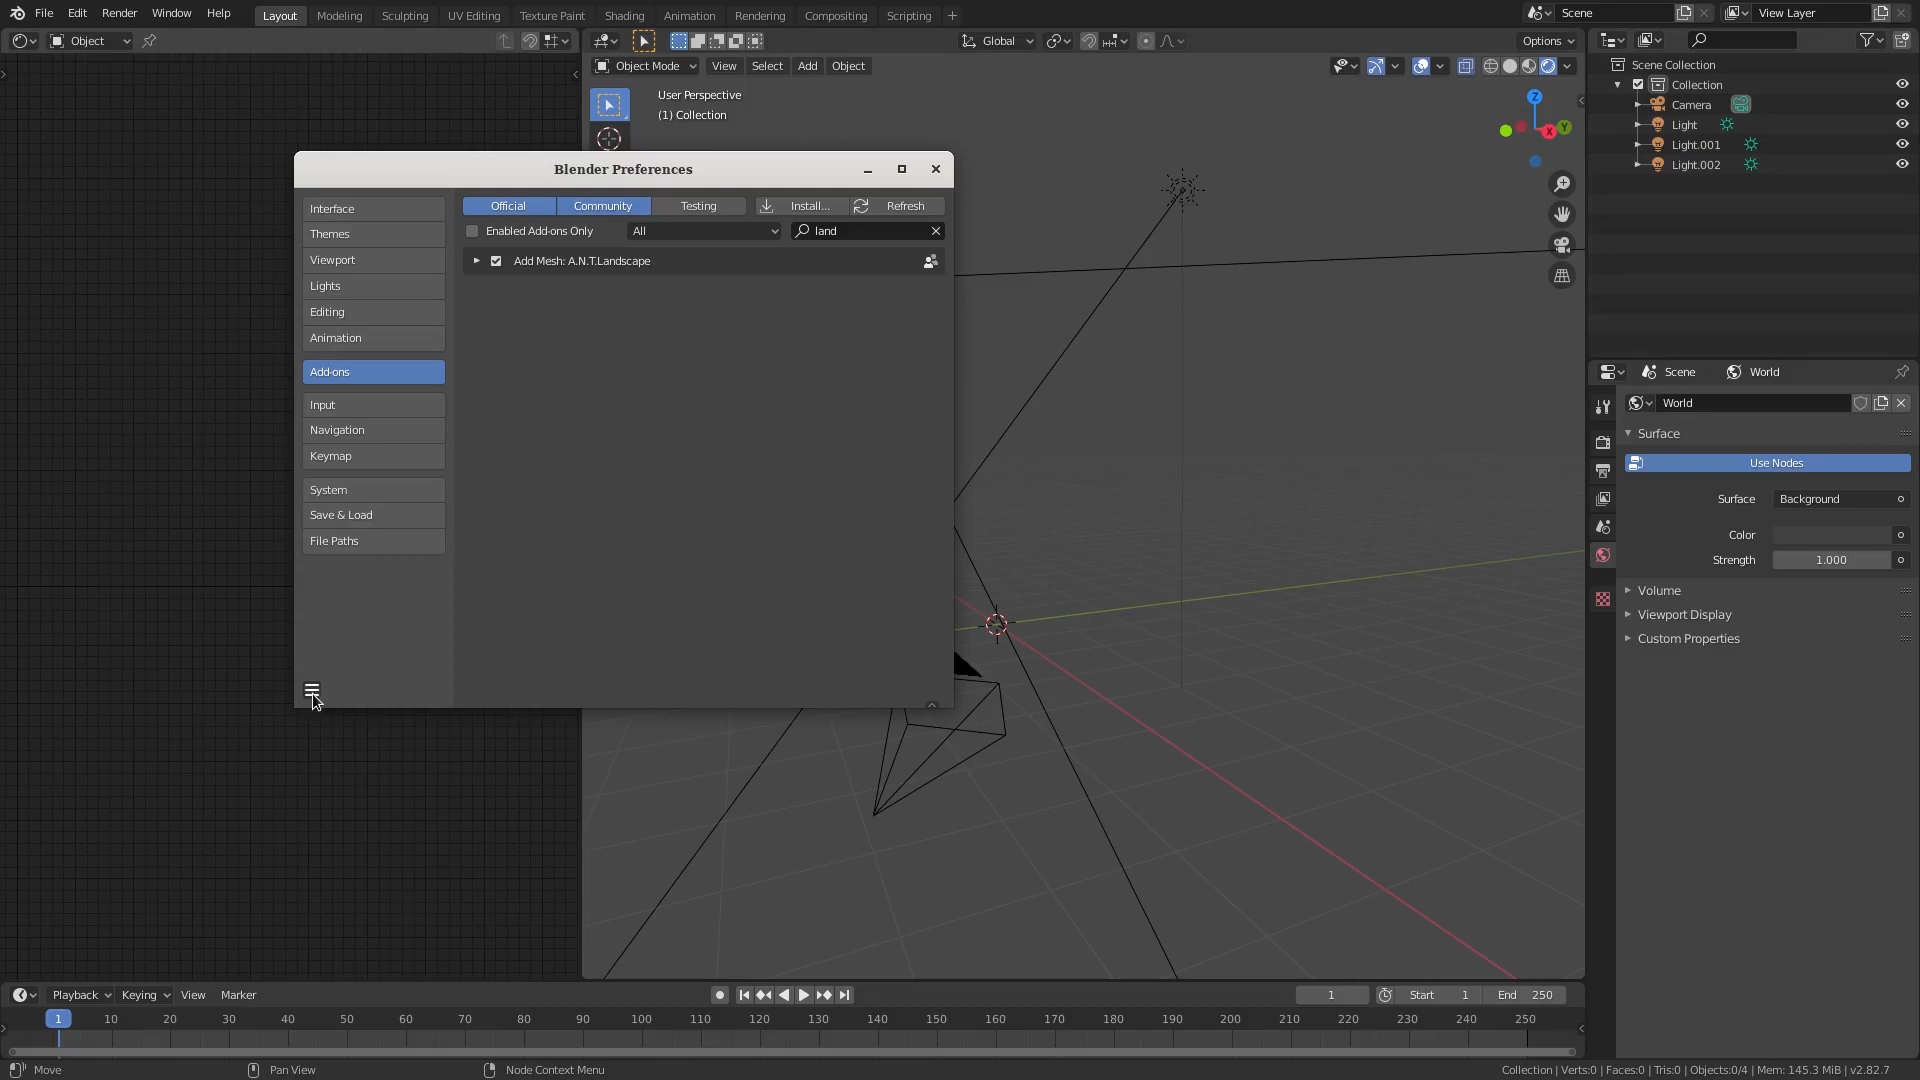 File Edit Render Window Help Layout Modeling Sculpting UV Editing Texture Paint Shading Animation Rendering Compositing Scripting + Scene View Layer
Object Global Options
Object Mode View Select Add Object
User Perspective
(1) Collection
Z
X
Y
Scene Collection
Collection
Camera
Light
Light.001
Light.002
Blender Preferences
Interface
Themes
Viewport
Lights
Editing
Animation
Add-ons
Input
Navigation
Keymap
System
Save & Load
File Paths
Official Community Testing Install... Refresh
Enabled Add-ons Only All land
Add Mesh: A.N.T.Landscape
Scene World
World
Surface
Use Nodes
Surface Background
Color
Strength 1.000
Volume
Viewport Display
Custom Properties
Playback Keying View Marker 1 Start 1 End 250
1 10 20 30 40 50 60 70 80 90 100 110 120 130 140 150 160 170 180 190 200 210 220 230 240 250
Move Pan View Node Context Menu Collection | Verts:0 | Faces:0 | Tris:0 | Objects:0/4 | Mem: 145.3 MiB | v2.82.7